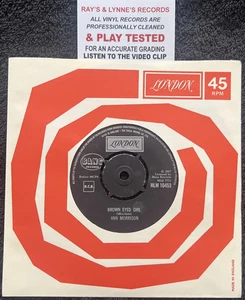 RAY'S & LYNNE'S RECORDS
ALL VINYL RECORDS ARE
PROFESSIONALLY CLEANED
& PLAY TESTED
FOR AN ACCURATE GRADING
LISTEN TO THE VIDEO CLIP
LONDON
45
RPM
LONDON
BANG
HLM 10453
BROWN EYED GIRL
VAN MORRISON
MADE IN ENGLAND